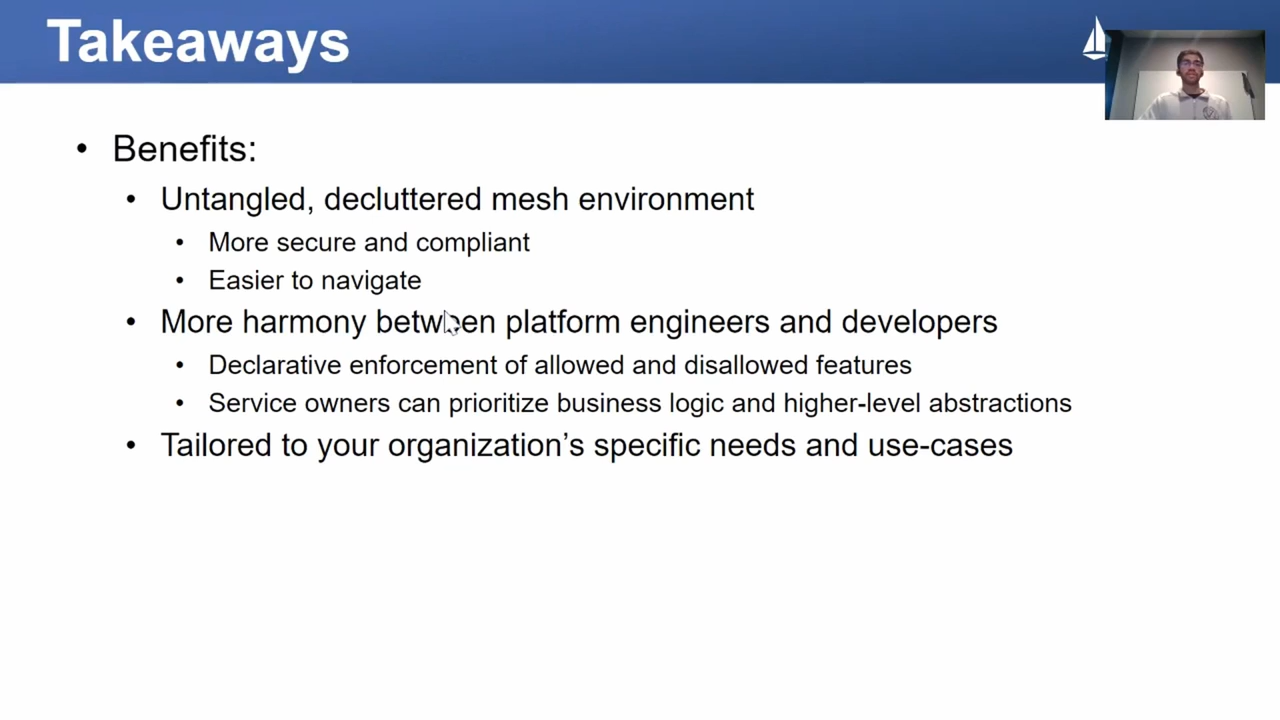 Takeaways
• Benefits:
• Untangled, decluttered mesh environment
• More secure and compliant
• Easier to navigate
• More harmony between platform engineers and developers
• Declarative enforcement of allowed and disallowed features
• Service owners can prioritize business logic and higher-level abstractions
• Tailored to your organization’s specific needs and use-cases